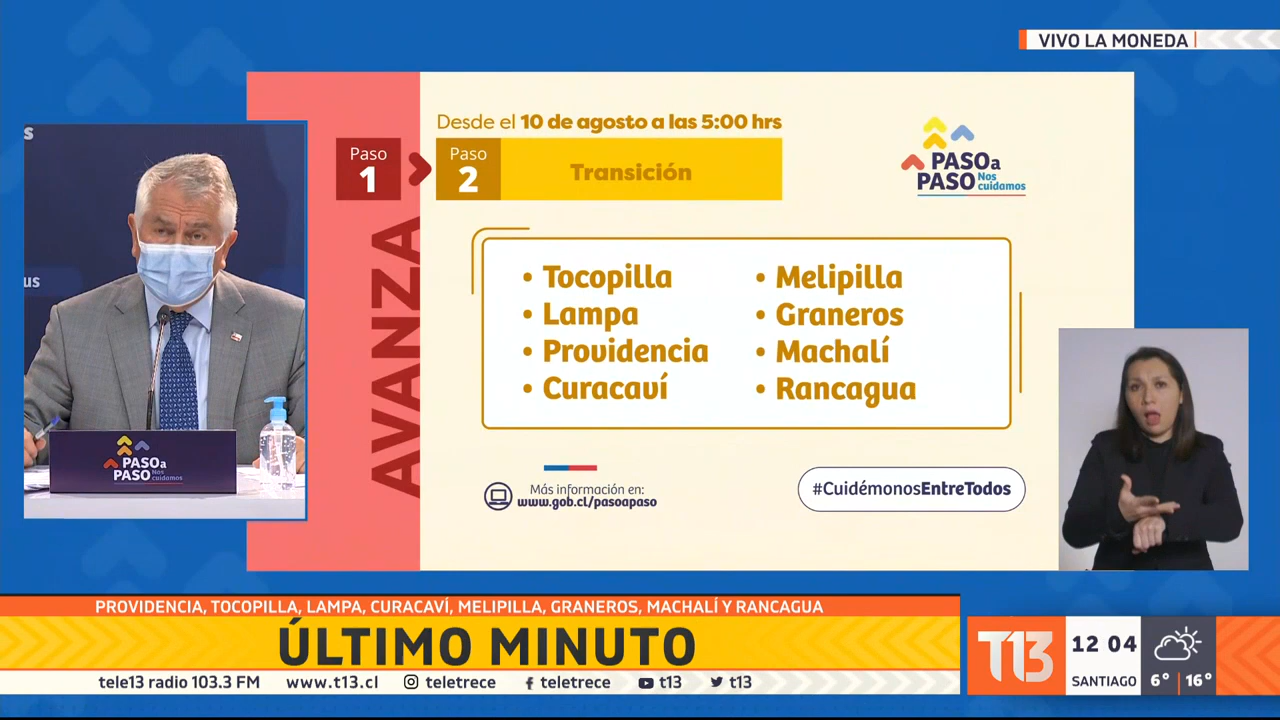 VIVO LA MONEDA
s
us
PASOa
PASO Nos
cuidamos
AVANZA
Desde el 10 de agosto a las 5:00 hrs
Paso
1
Paso
2
Transición
PASOa
PASO Nos
cuidamos
• Tocopilla
• Lampa
• Providencia
• Curacaví
• Melipilla
• Graneros
• Machalí
• Rancagua
Más información en:
www.gob.cl/pasoapaso
#CuidémonosEntreTodos
PROVIDENCIA, TOCOPILLA, LAMPA, CURACAVÍ, MELIPILLA, GRANEROS, MACHALÍ Y RANCAGUA
ÚLTIMO MINUTO
tele13 radio 103.3 FM www.t13.cl teletrece teletrece t13 t13
T13
12 04
SANTIAGO
6° 16°